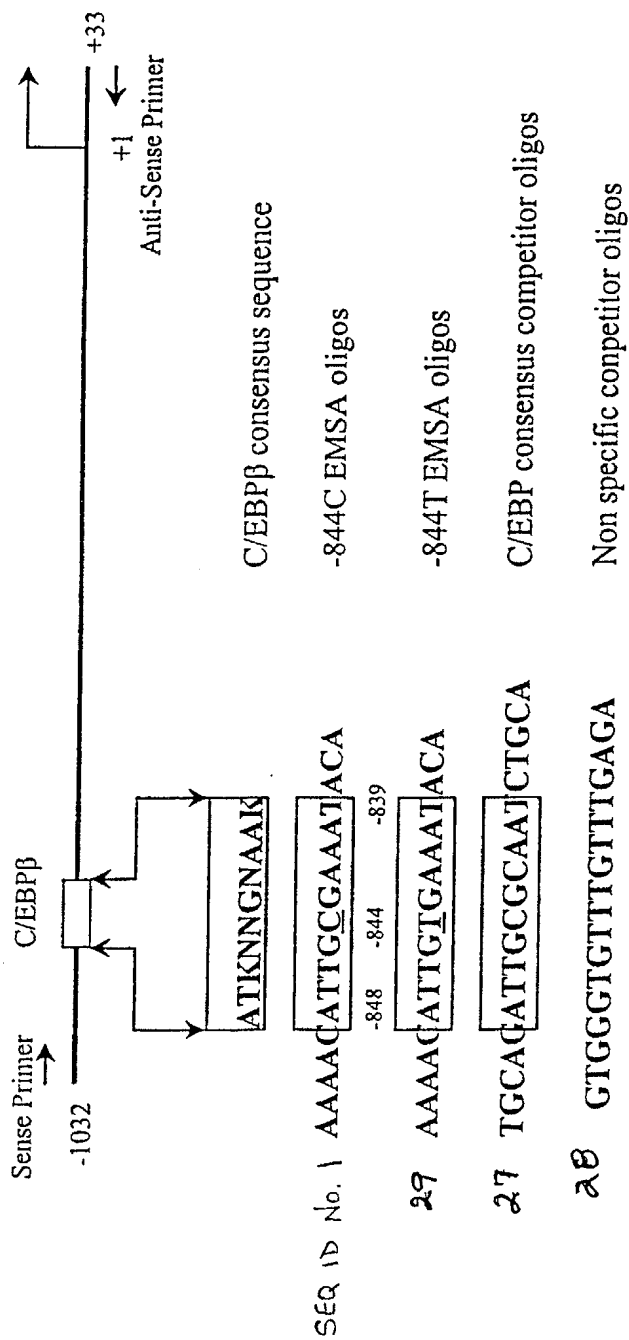 Sense Primer
C/EBPβ
-1032
+1
+33
Anti-Sense Primer
ATKNNGNAAK C/EBPβ consensus sequence
SEQ ID No. 1 AAAACATTGCGAAATACA -844C EMSA oligos
-848 -844 -839
29 AAAACATTGTGAAATACA -844T EMSA oligos
27 TGCAGATTGCGCAATCTGCA C/EBP consensus competitor oligos
28 GTGGGTGTTTGTTTGAGA Non specific conpetitor oligos